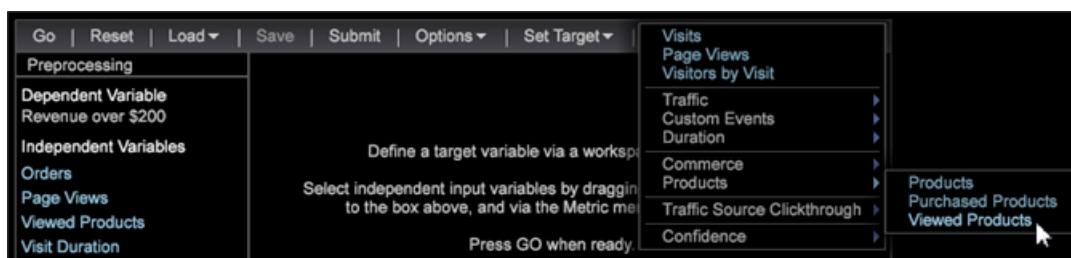 Go | Reset | Load ▾ | Save | Submit | Options ▾ | Set Target ▾ |
Preprocessing
Dependent Variable
Revenue over $200
Independent Variables
Orders
Page Views
Viewed Products
Visit Duration
Define a target variable via a worksp
Select independent input variables by draggin
to the box above, and via the Metric me
Press GO when ready.
Visits
Page Views
Visitors by Visit
Traffic
Custom Events
Duration
Commerce
Products
Traffic Source Clickthrough
Confidence
Products
Purchased Products
Viewed Products